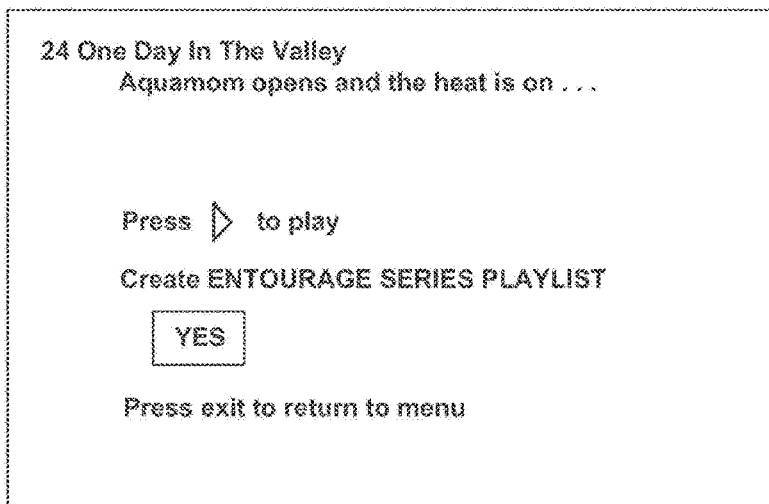 24 One Day In The Valley
Aquamom opens and the heat is on . . .
Press ▷ to play
Create ENTOURAGE SERIES PLAYLIST
YES
Press exit to return to menu